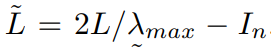 L̃ = 2L/λ_max − I_n